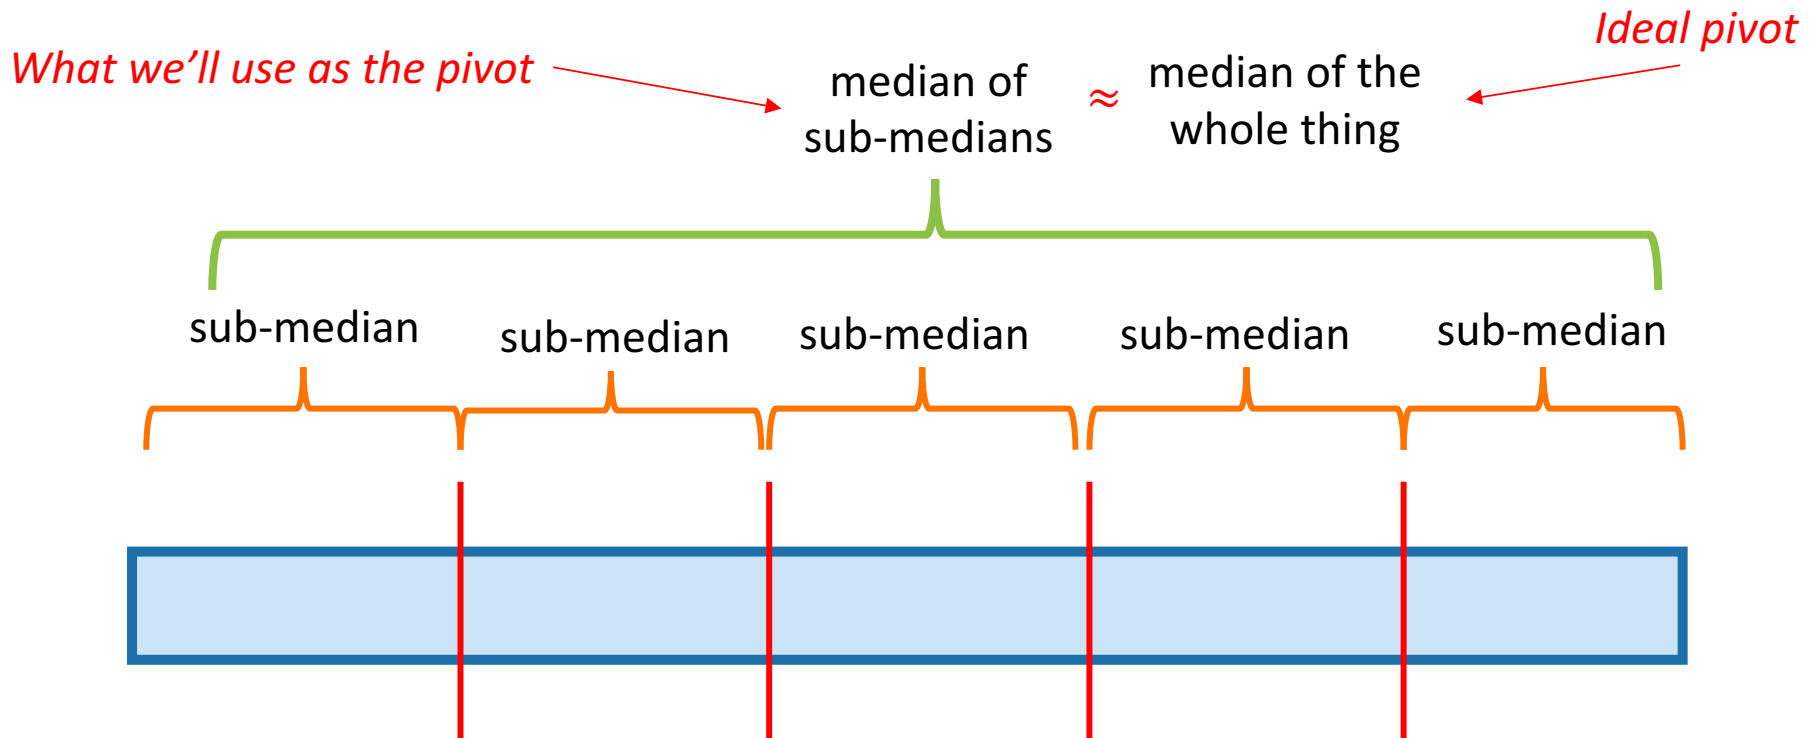 Ideal pivot
What we’ll use as the pivot
median of
sub-medians
≈
median of the
whole thing
sub-median
sub-median
sub-median
sub-median
sub-median